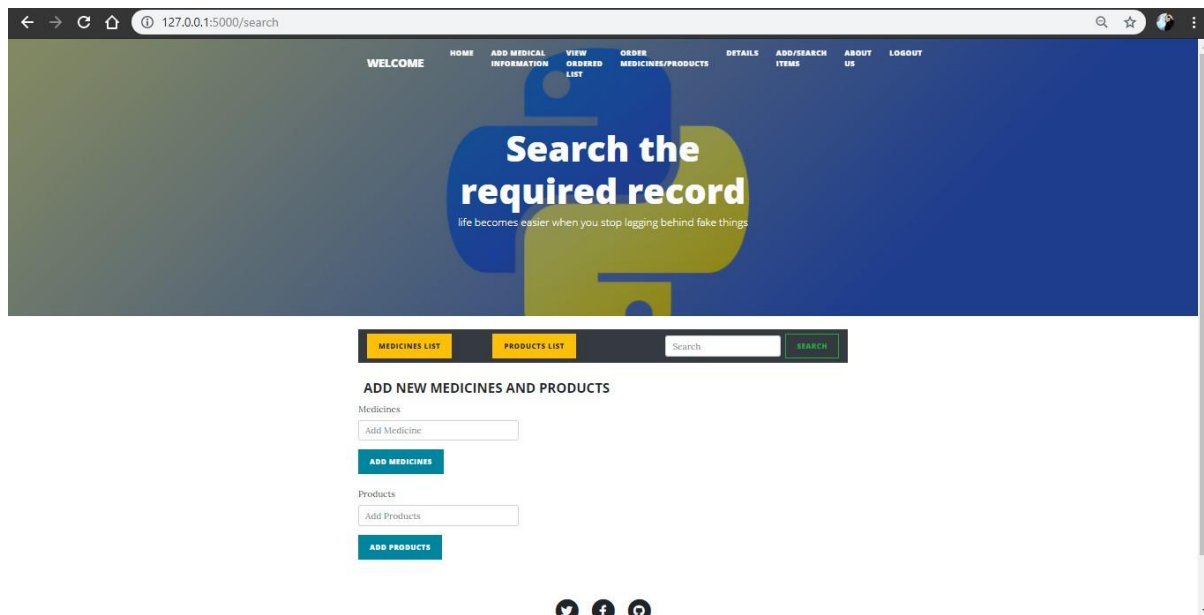 127.0.0.1:5000/search
WELCOME
HOME
ADD MEDICAL
INFORMATION
VIEW
ORDERED
LIST
ORDER
MEDICINES/PRODUCTS
DETAILS
ADD/SEARCH
ITEMS
ABOUT
US
LOGOUT
Search the
required record
life becomes easier when you stop lagging behind fake things
MEDICINES LIST
PRODUCTS LIST
Search
SEARCH
ADD NEW MEDICINES AND PRODUCTS
Medicines
Add Medicine
ADD MEDICINES
Products
Add Products
ADD PRODUCTS